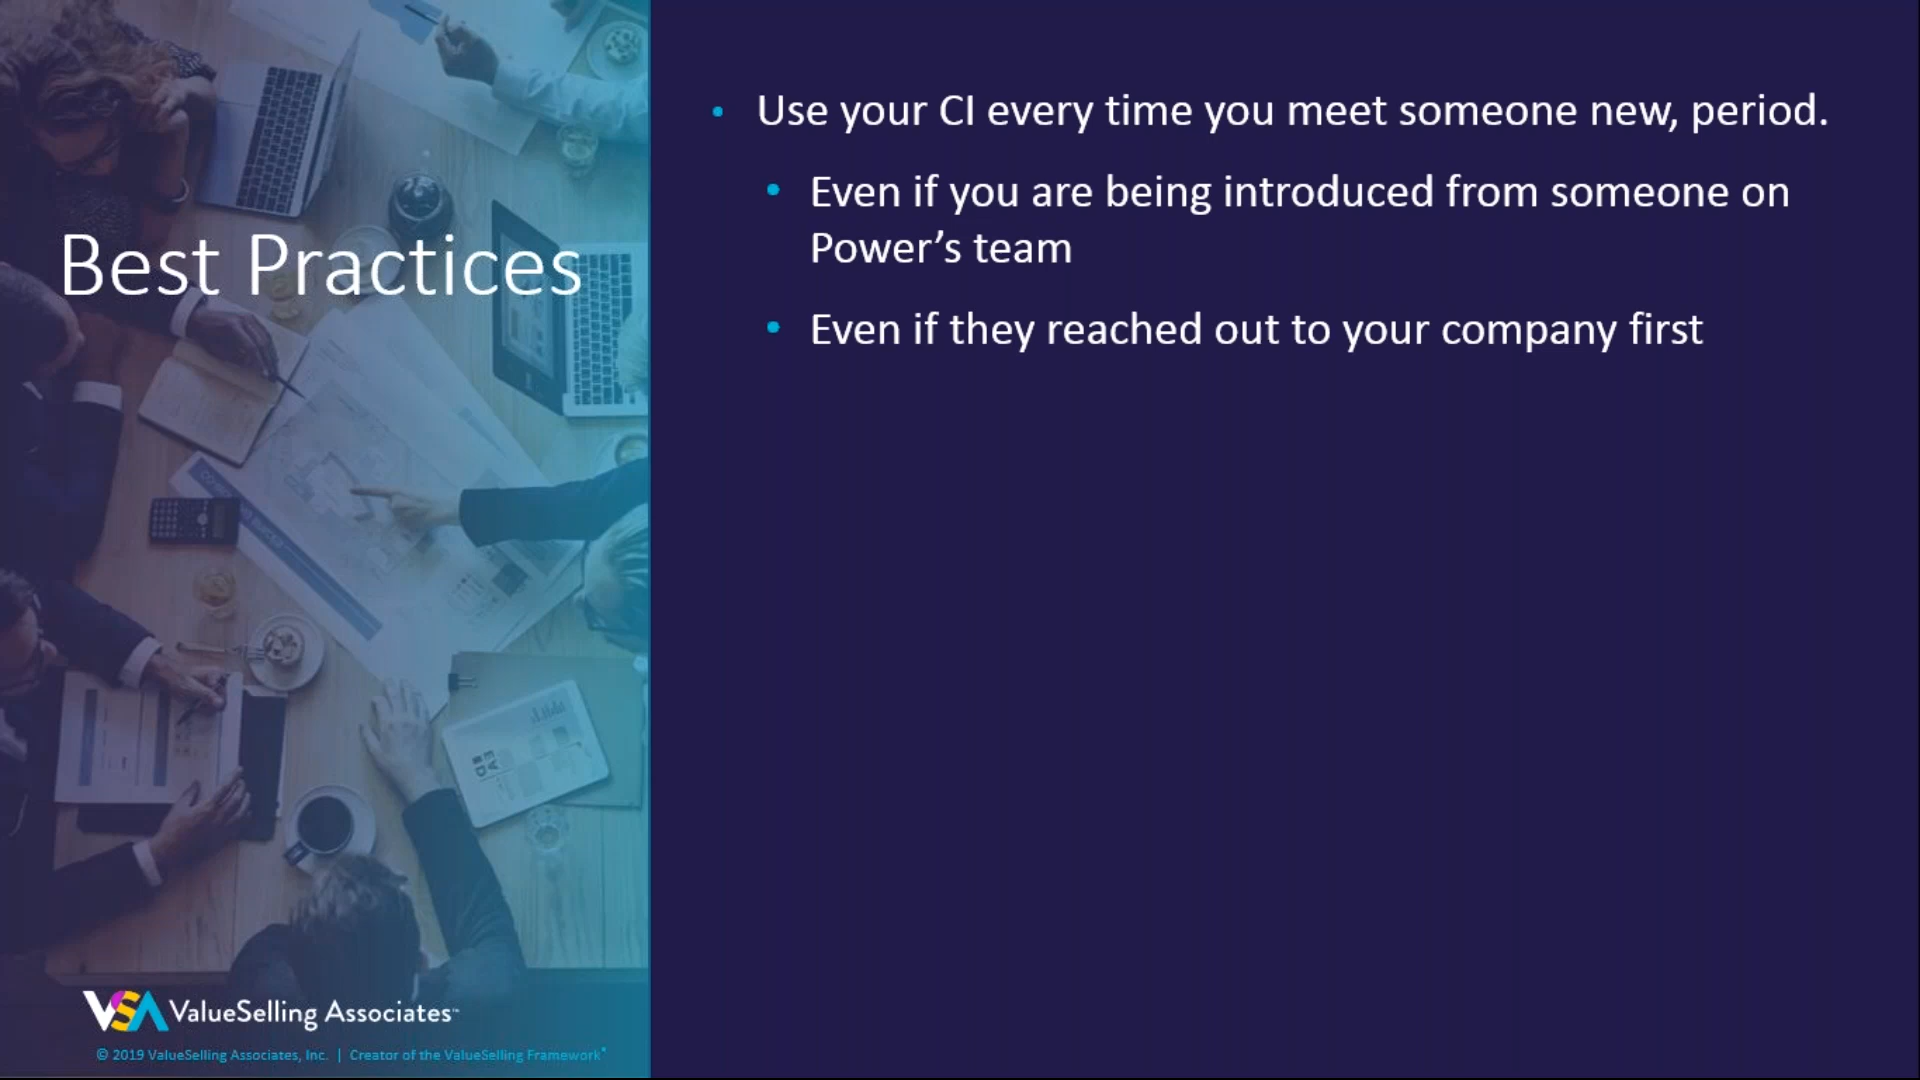 Best Practices
• Use your CI every time you meet someone new, period.
• Even if you are being introduced from someone on
Power’s team
• Even if they reached out to your company first
VSA ValueSelling Associates™
© 2019 ValueSelling Associates, Inc. | Creator of the ValueSelling Framework®